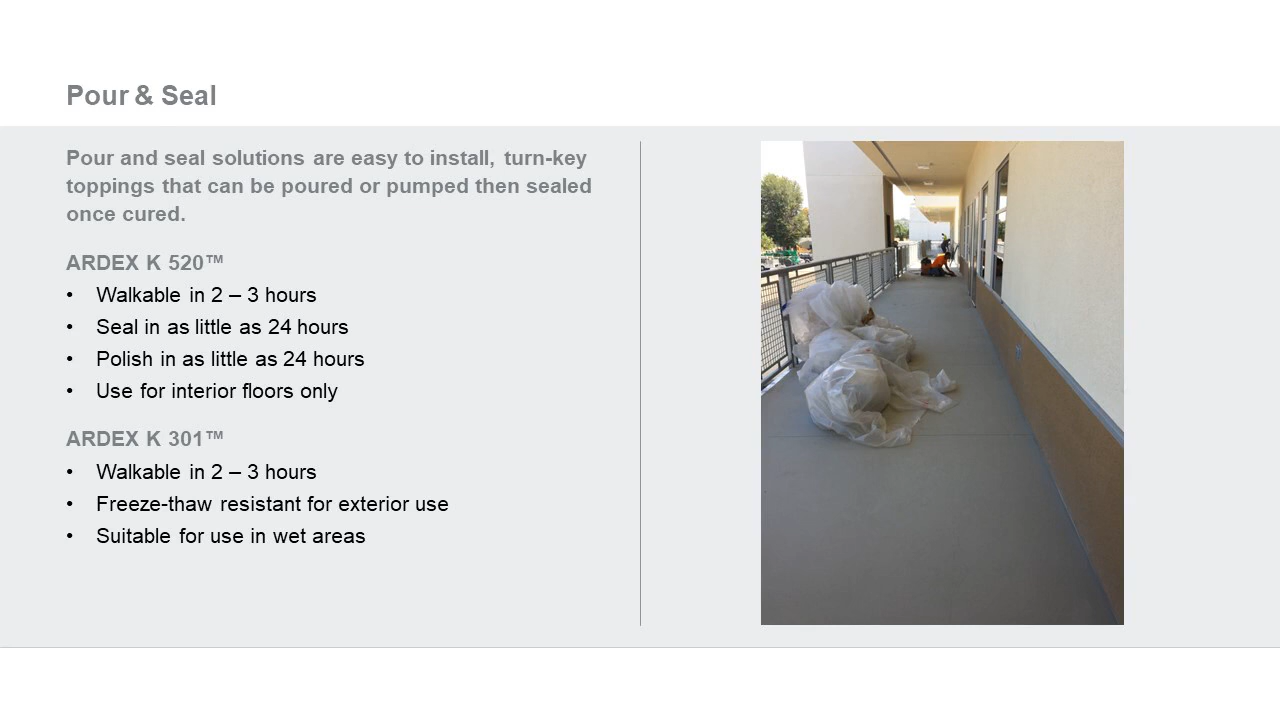 Pour & Seal
Pour and seal solutions are easy to install, turn-key
toppings that can be poured or pumped then sealed
once cured.
ARDEX K 520™
• Walkable in 2 – 3 hours
• Seal in as little as 24 hours
• Polish in as little as 24 hours
• Use for interior floors only
ARDEX K 301™
• Walkable in 2 – 3 hours
• Freeze-thaw resistant for exterior use
• Suitable for use in wet areas